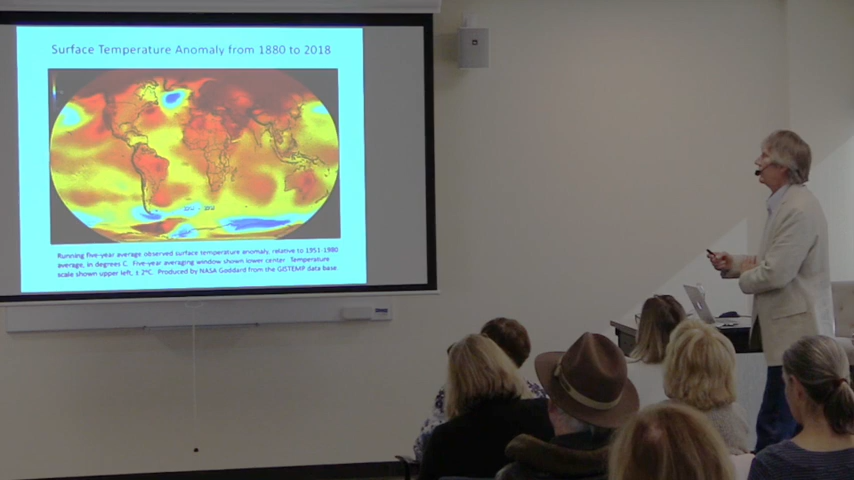 Surface Temperature Anomaly from 1880 to 2018
Running five-year average observed surface temperature anomaly, relative to 1951-1980
average, in degrees C. Five-year averaging window shown lower center. Temperature
scale shown upper left, ± 2°C. Produced by NASA Goddard from the GISTEMP data base